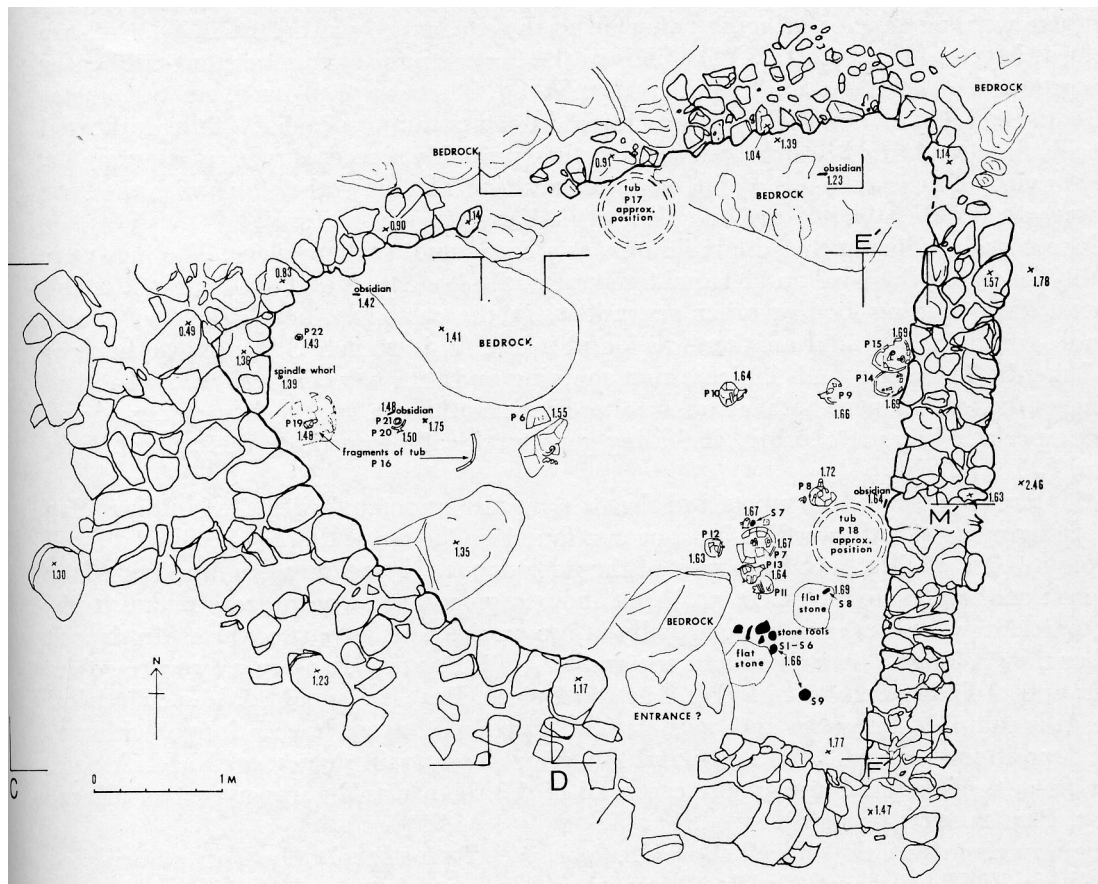 BEDROCK
BEDROCK
0.91
1.04
1.39
1.14
obsidian
1.23
tub
P17
approx.
position
BEDROCK
0.90
1.14
E'
0.83
obsidian
1.42
1.57
1.78
0.49
1.36
P22
1.43
1.41
BEDROCK
1.69
P15
spindle whorl
1.39
1.64
P10
P9
1.66
P14
1.69
1.48
obsidian
P21
P20
1.50
1.75
P19
1.48
P6
1.55
fragments of tub
P 16
1.72
P8
obsidian
1.64
2.46
1.63
M'
1.67
S7
tub
P 18
approx.
position
P12
1.63
1.67
P7
P13
1.64
P11
1.35
1.30
flat
stone
1.69
S8
BEDROCK
stone tools
S1-S6
flat
stone
1.66
S9
N
1.23
1.17
ENTRANCE ?
1.77
F'
0
1 M
C
D
1.47